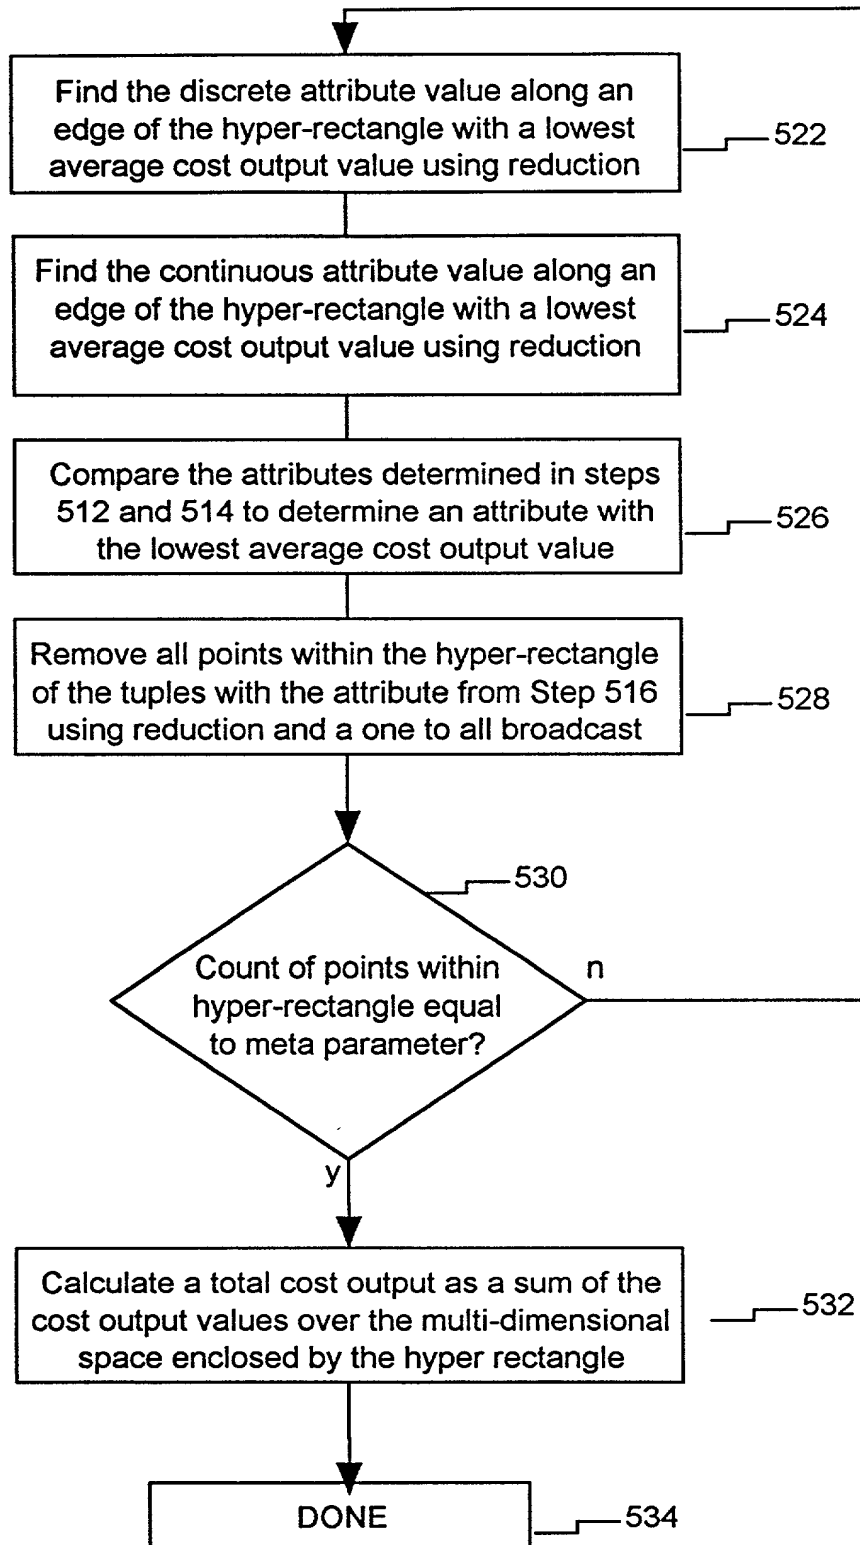 Find the discrete attribute value along an
edge of the hyper-rectangle with a lowest
average cost output value using reduction
522
Find the continuous attribute value along an
edge of the hyper-rectangle with a lowest
average cost output value using reduction
524
Compare the attributes determined in steps
512 and 514 to determine an attribute with
the lowest average cost output value
526
Remove all points within the hyper-rectangle
of the tuples with the attribute from Step 516
using reduction and a one to all broadcast
528
530
Count of points within
hyper-rectangle equal
to meta parameter?
n
y
Calculate a total cost output as a sum of the
cost output values over the multi-dimensional
space enclosed by the hyper rectangle
532
DONE
534